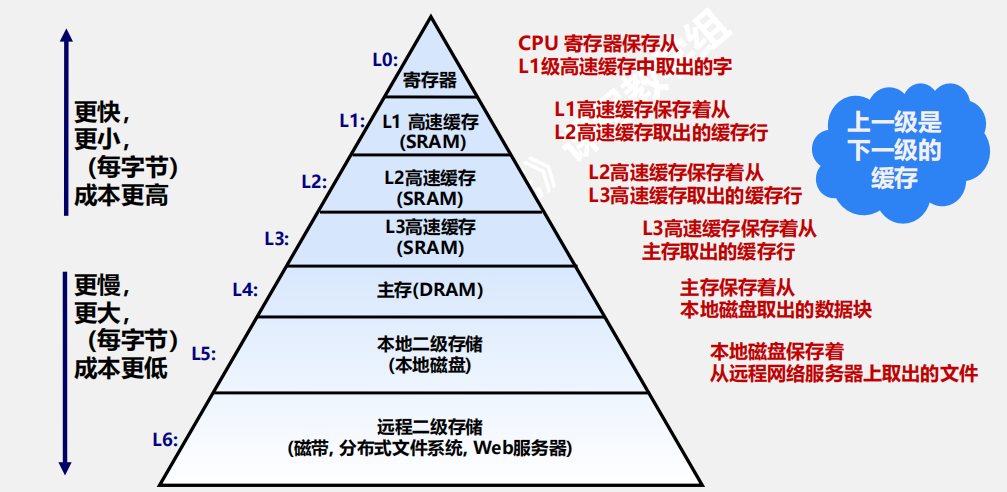 更快,
更小,
(每字节)
成本更高
更慢,
更大,
(每字节)
成本更低
L0:
寄存器
CPU 寄存器保存从
L1级高速缓存中取出的字
L1:
L1 高速缓存
(SRAM)
L1高速缓存保存着从
L2高速缓存取出的缓存行
L2:
L2高速缓存
(SRAM)
L2高速缓存保存着从
L3高速缓存取出的缓存行
L3:
L3高速缓存
(SRAM)
L3高速缓存保存着从
主存取出的缓存行
L4:
主存(DRAM)
主存保存着从
本地磁盘取出的数据块
L5:
本地二级存储
(本地磁盘)
本地磁盘保存着
从远程网络服务器上取出的文件
L6:
远程二级存储
(磁带, 分布式文件系统, Web服务器)
上一级是
下一级的
缓存